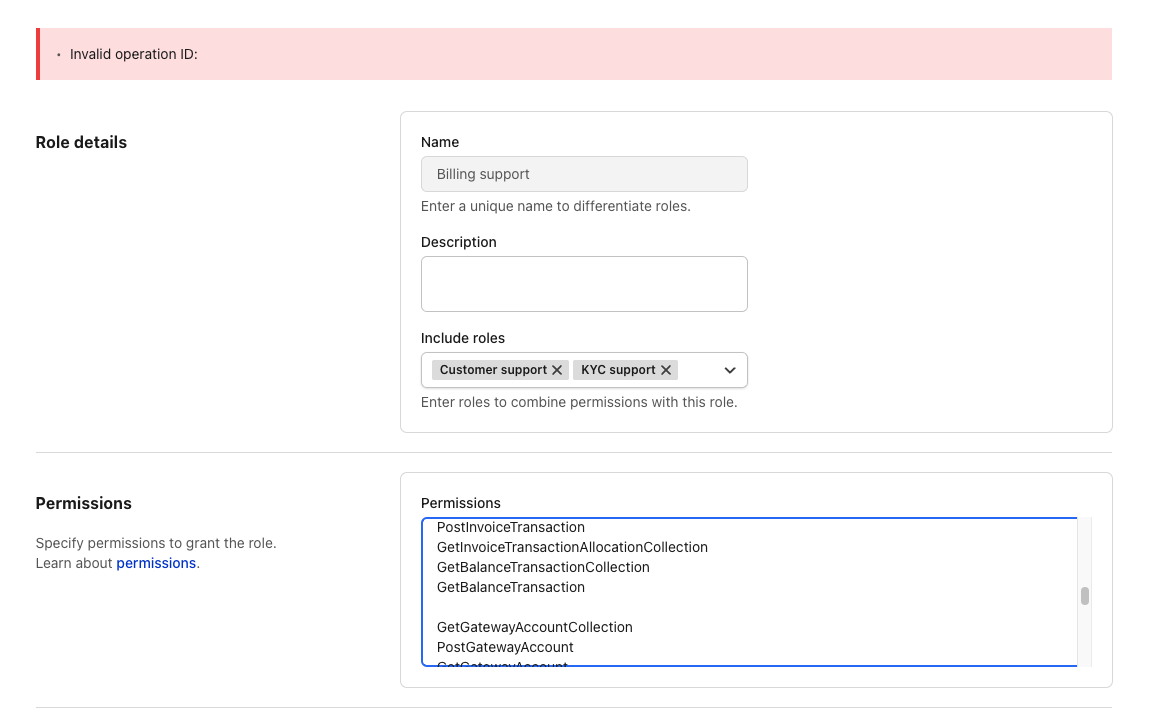 • Invalid operation ID:
Role details
Name
Billing support
Enter a unique name to differentiate roles.
Description
Include roles
Customer support
KYC support
Enter roles to combine permissions with this role.
Permissions
Specify permissions to grant the role.
Learn about permissions.
Permissions
PostInvoiceTransaction
GetInvoiceTransactionAllocationCollection
GetBalanceTransactionCollection
GetBalanceTransaction
GetGatewayAccountCollection
PostGatewayAccount
GetGatewayAccount